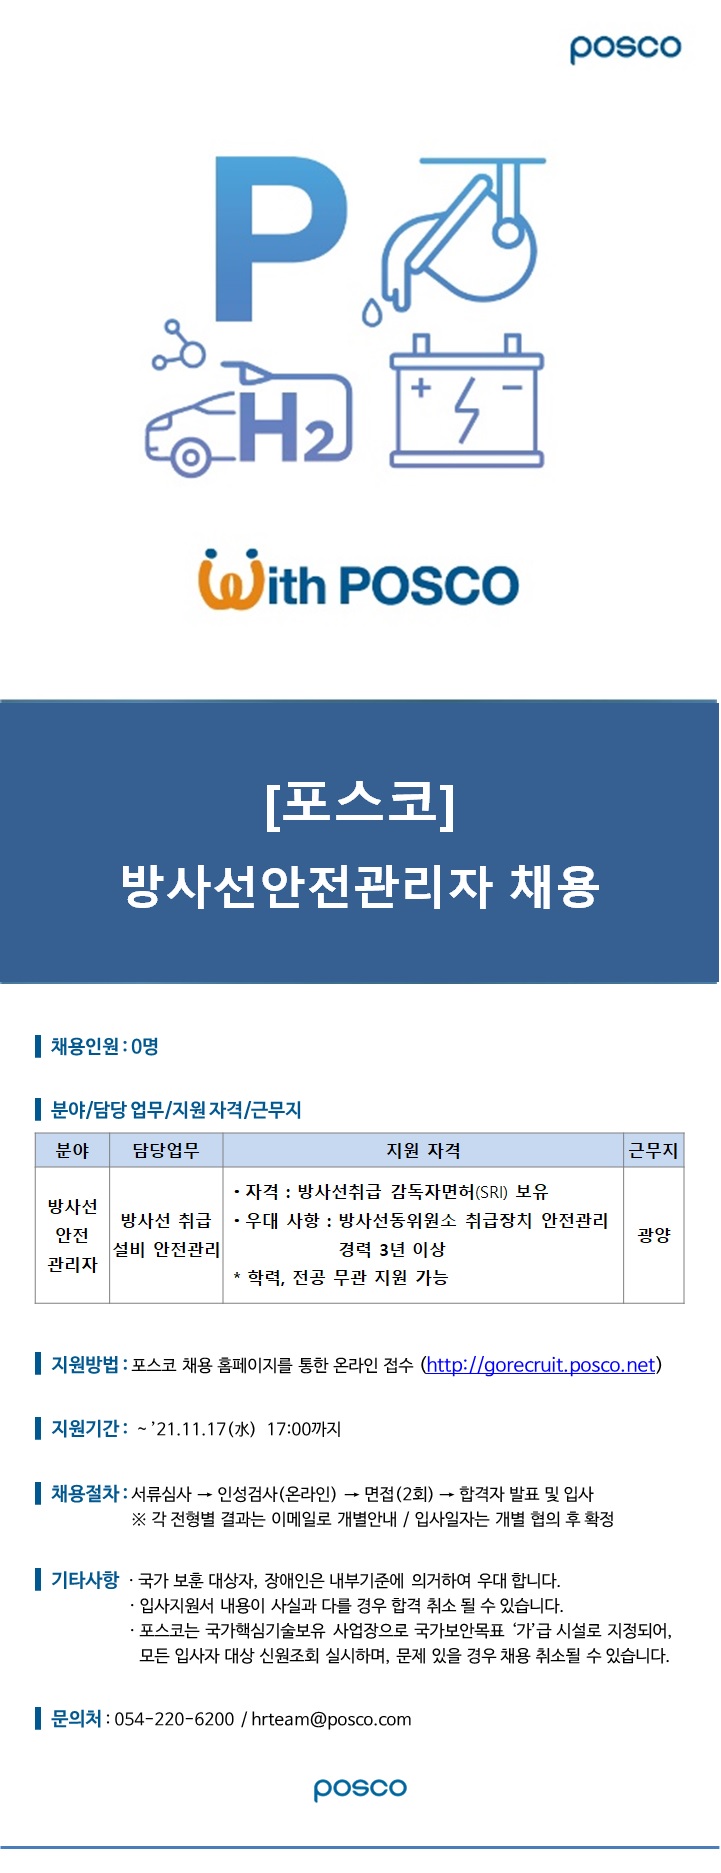 posco
P
H2
+ −
With POSCO
[포스코]
방사선안전관리자 채용
채용인원 : 0명
분야/담당 업무/지원 자격/근무지
분야 담당업무 지원 자격 근무지
방사선
안전
관리자
방사선 취급
설비 안전관리
• 자격 : 방사선취급 감독자면허(SRI) 보유
• 우대 사항 : 방사선동위원소 취급장치 안전관리
경력 3년 이상
* 학력, 전공 무관 지원 가능
광양
지원방법 : 포스코 채용 홈페이지를 통한 온라인 접수 (http://gorecruit.posco.net)
지원기간 : ~ ’21.11.17(水) 17:00까지
채용절차 : 서류심사 → 인성검사(온라인) → 면접(2회) → 합격자 발표 및 입사
※ 각 전형별 결과는 이메일로 개별안내 / 입사일자는 개별 협의 후 확정
기타사항 · 국가 보훈 대상자, 장애인은 내부기준에 의거하여 우대 합니다.
· 입사지원서 내용이 사실과 다를 경우 합격 취소 될 수 있습니다.
· 포스코는 국가핵심기술보유 사업장으로 국가보안목표 ‘가’급 시설로 지정되어,
모든 입사자 대상 신원조회 실시하며, 문제 있을 경우 채용 취소될 수 있습니다.
문의처 : 054-220-6200 / hrteam@posco.com
posco